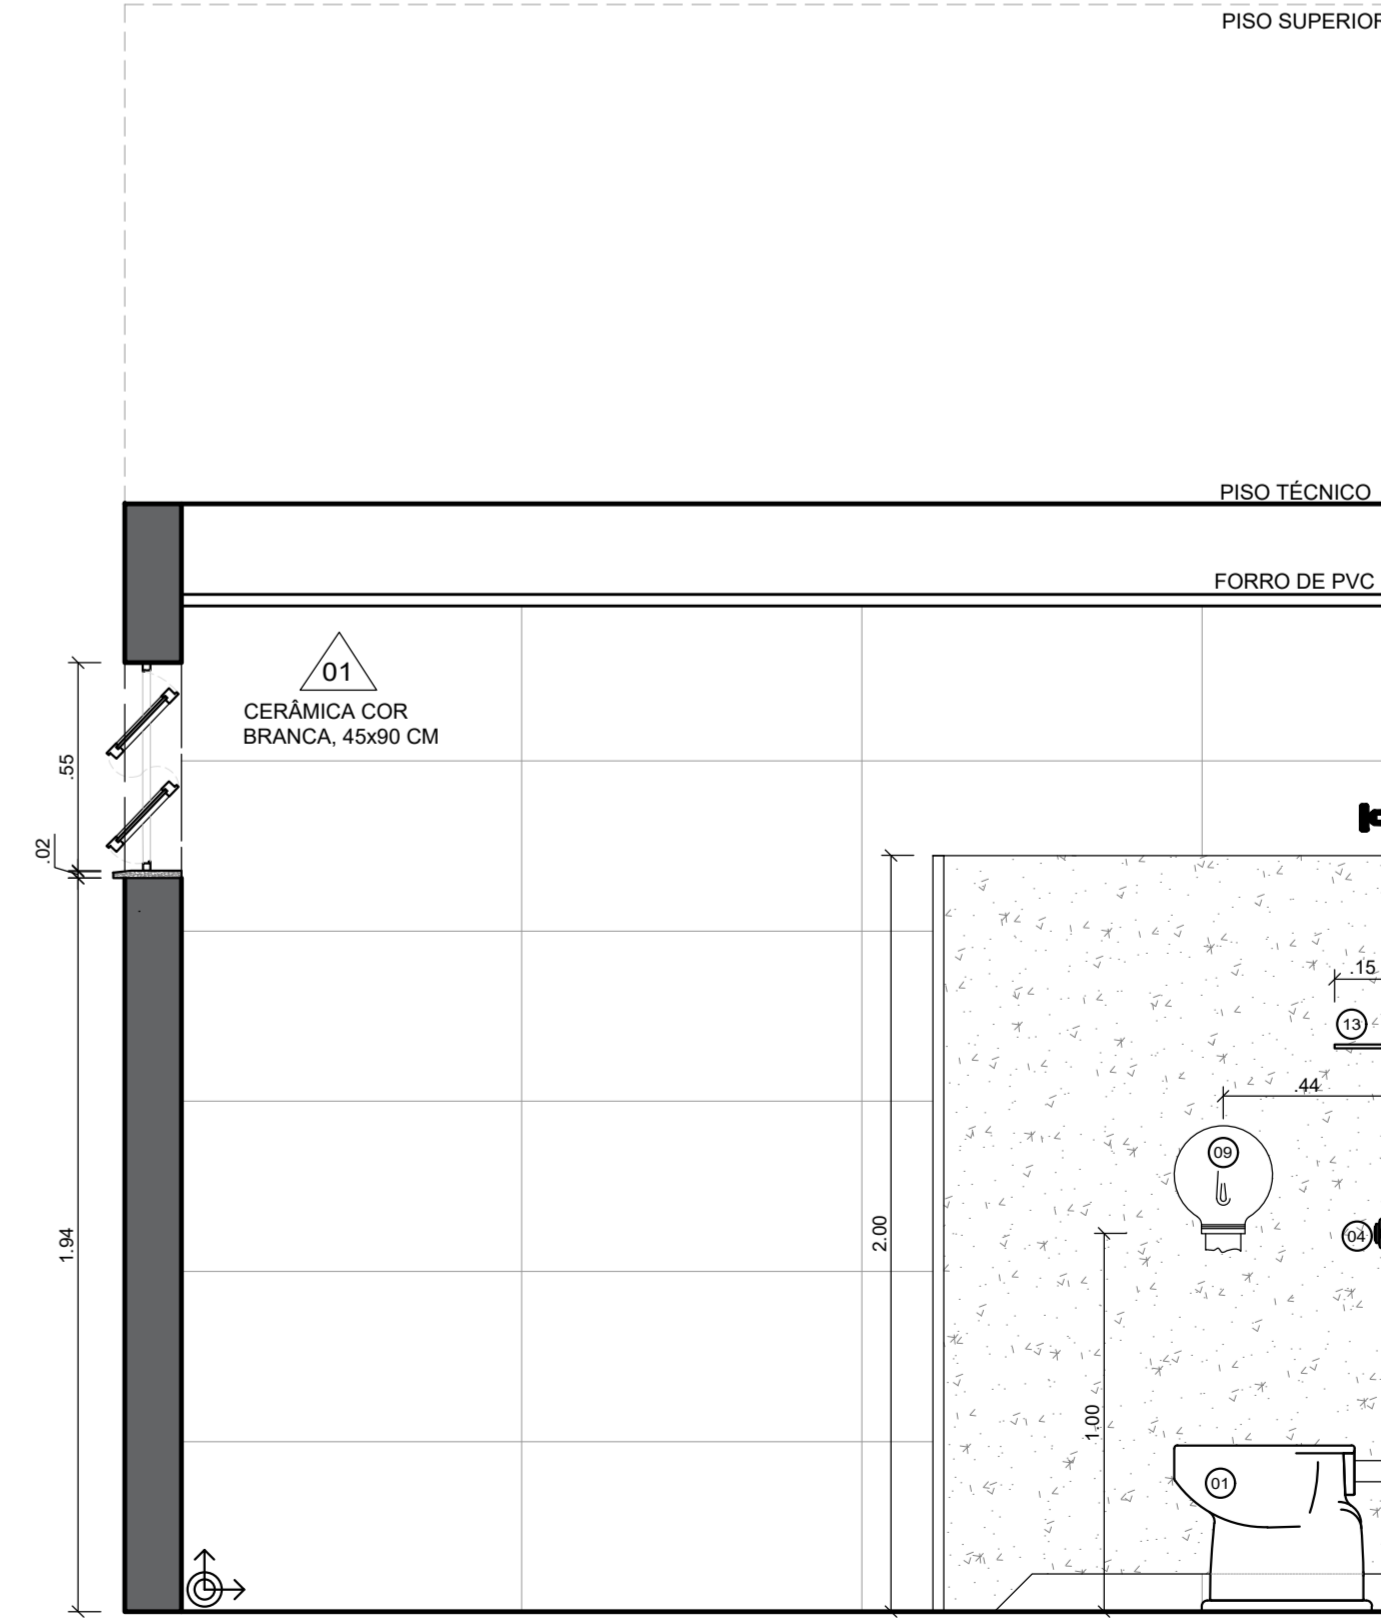 PISO SUPERIOR
PISO TÉCNICO
FORRO DE PVC
01
CERÂMICA COR
BRANCA, 45x90 CM
.55
.02
.15
13
.44
09
1.94
2.00
04
1.00
01